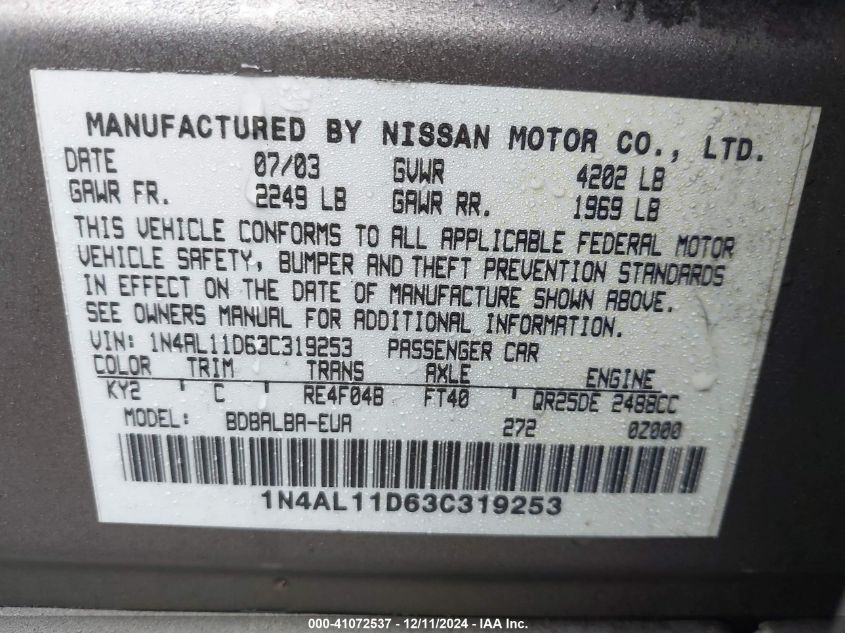 MANUFACTURED BY NISSAN MOTOR CO., LTD.
DATE 07/03 GVWR 4202 LB
GAWR FR. 2249 LB GAWR RR. 1969 LB
THIS VEHICLE CONFORMS TO ALL APPLICABLE FEDERAL MOTOR
VEHICLE SAFETY, BUMPER AND THEFT PREVENTION STANDARDS
IN EFFECT ON THE DATE OF MANUFACTURE SHOWN ABOVE.
SEE OWNERS MANUAL FOR ADDITIONAL INFORMATION.
VIN: 1N4AL11D63C319253 PASSENGER CAR
COLOR TRIM TRANS AXLE ENGINE
KY2 ' C ' RE4F04B FT40 ' QR25DE 2488CC
MODEL: BDBALBA-EUA 272 0Z000
1N4AL11D63C319253
000-41072537 - 12/11/2024 - IAA Inc.